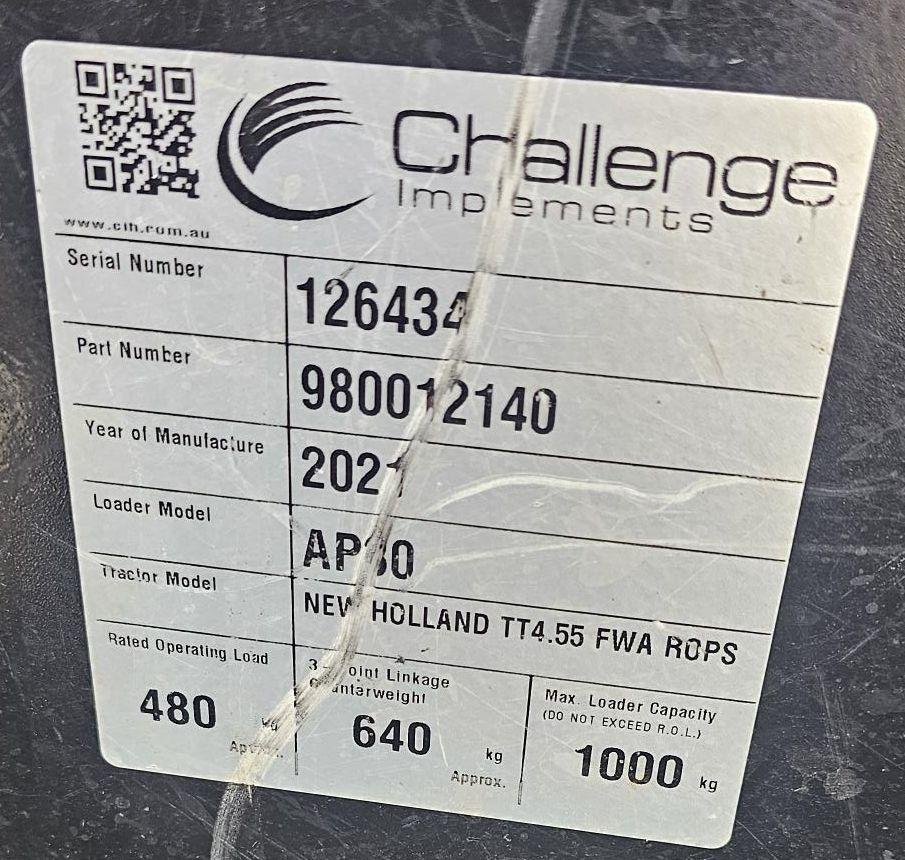 Challenge
Implements
www.cih.com.au
Serial Number 126434
Part Number 980012140
Year of Manufacture 2021
Loader Model
Tractor Model NEW HOLLAND TT4.55 FWA ROPS
Rated Operating Load
480 kg
Approx.
3-Point Linkage
Counterweight
640 kg
Approx.
Max. Loader Capacity
(DO NOT EXCEED R.O.L.)
1000 kg